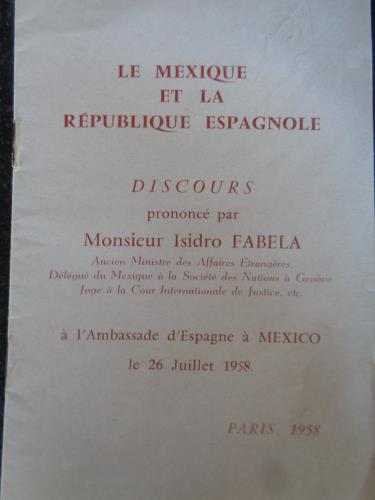 LE MEXIQUE
ET LA
RÉPUBLIQUE ESPAGNOLE
DISCOURS
prononcé par
Monsieur Isidro FABELA
Ancien Ministre des Affaires Etrangères,
Délégué du Mexique à la Société des Nations à Genève
Juge à la Cour Internationale de Justice, etc.
à l'Ambassade d'Espagne à MEXICO
le 26 Juillet 1958.
PARIS, 1958